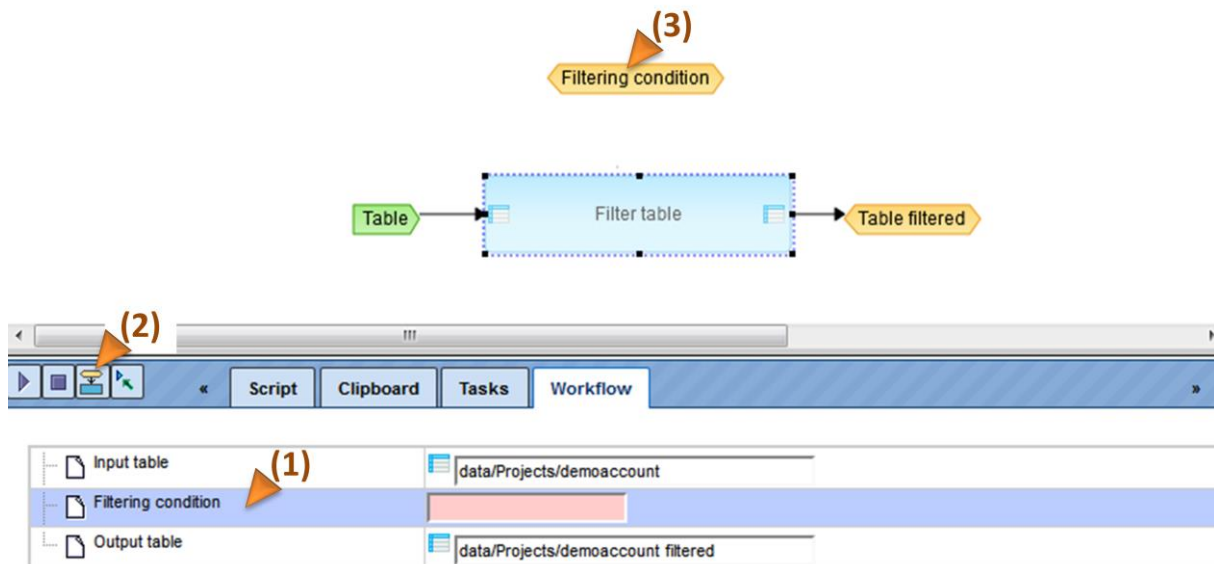 (3)
Filtering condition
Table
Filter table
Table filtered
(2)
« Script Clipboard Tasks Workflow »
Input table data/Projects/demoaccount
(1)
Filtering condition
Output table data/Projects/demoaccount filtered